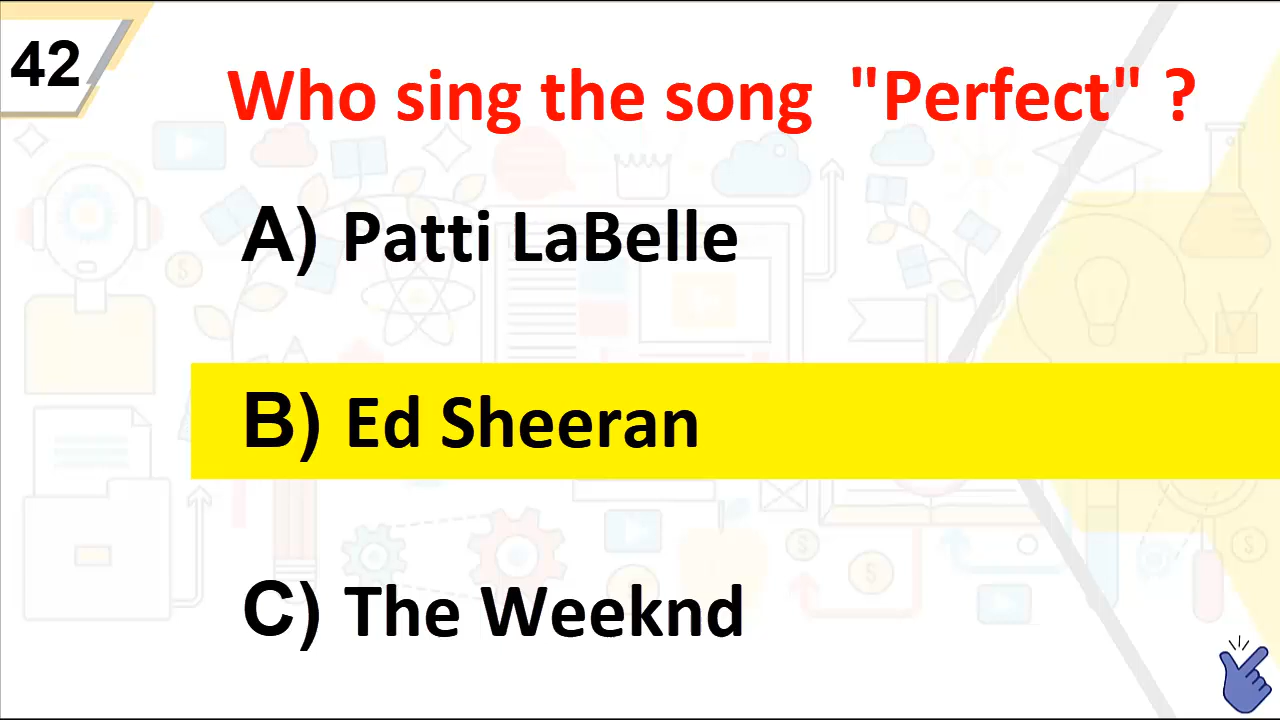 42
Who sing the song "Perfect" ?
A) Patti LaBelle
B) Ed Sheeran
C) The Weeknd